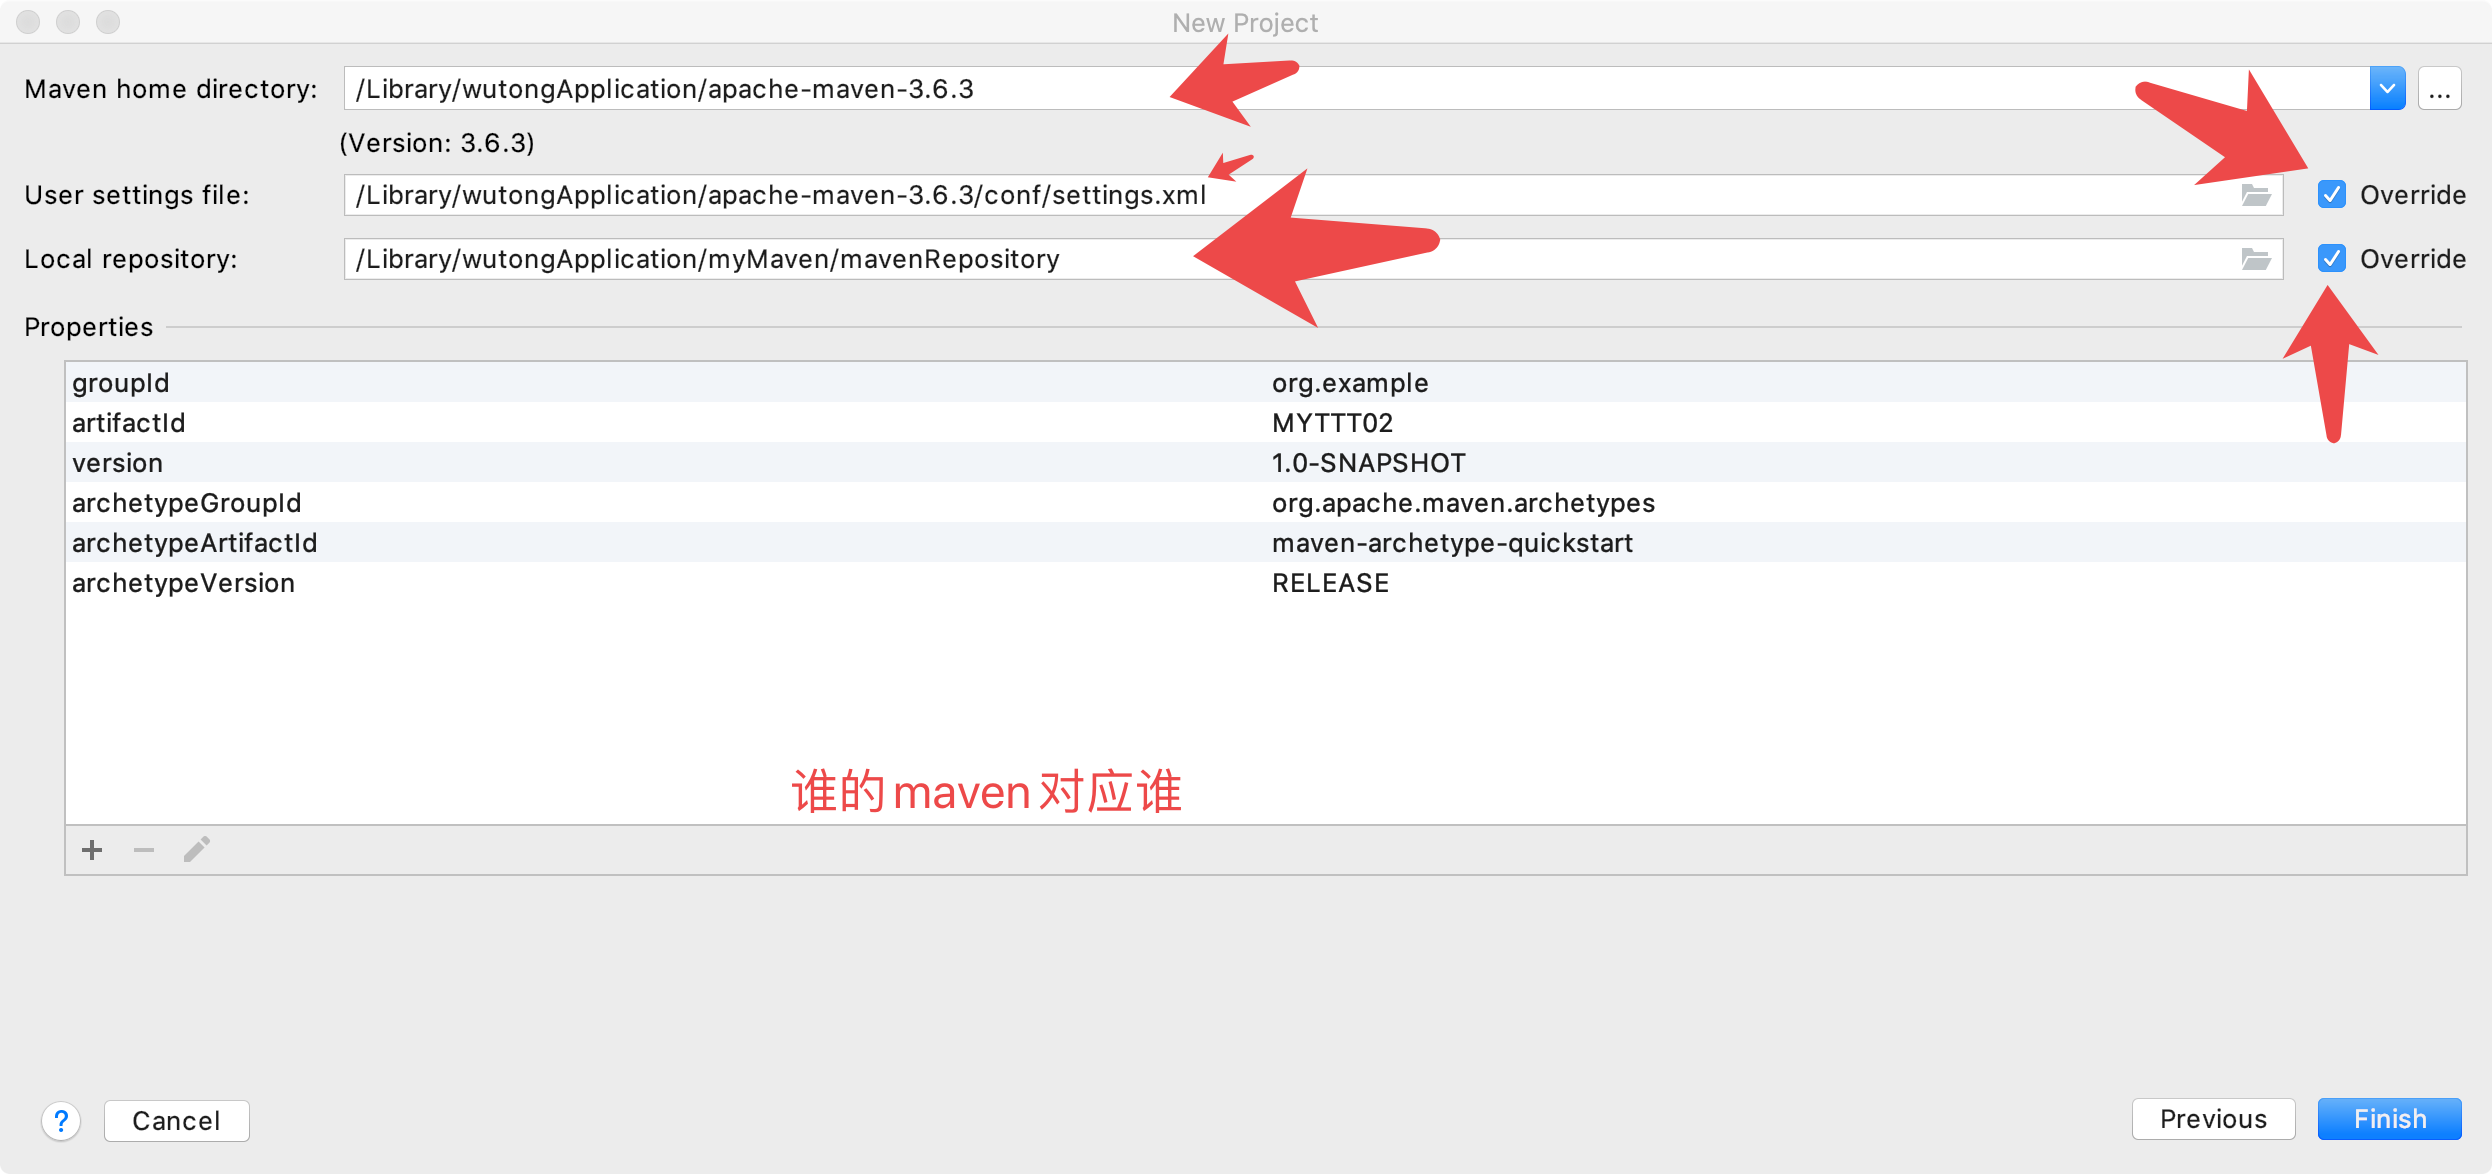 New Project
Maven home directory: /Library/wutongApplication/apache-maven-3.6.3 ...
(Version: 3.6.3)
User settings file: /Library/wutongApplication/apache-maven-3.6.3/conf/settings.xml Override
Local repository: /Library/wutongApplication/myMaven/mavenRepository Override
Properties
groupId org.example
artifactId MYTTT02
version 1.0-SNAPSHOT
archetypeGroupId org.apache.maven.archetypes
archetypeArtifactId maven-archetype-quickstart
archetypeVersion RELEASE
谁的maven对应谁
? Cancel Previous Finish